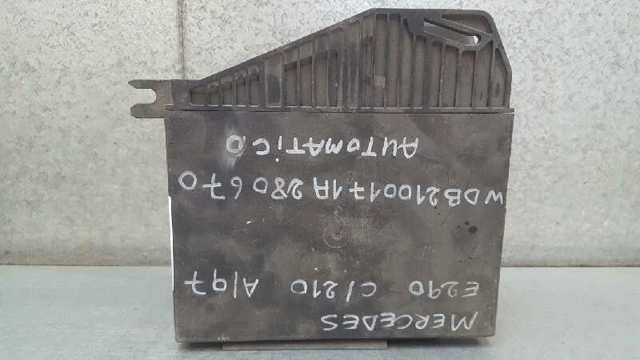 MERCEDES
E290 C/210 A/97
WDB2100171A280670
AUTOMATICO